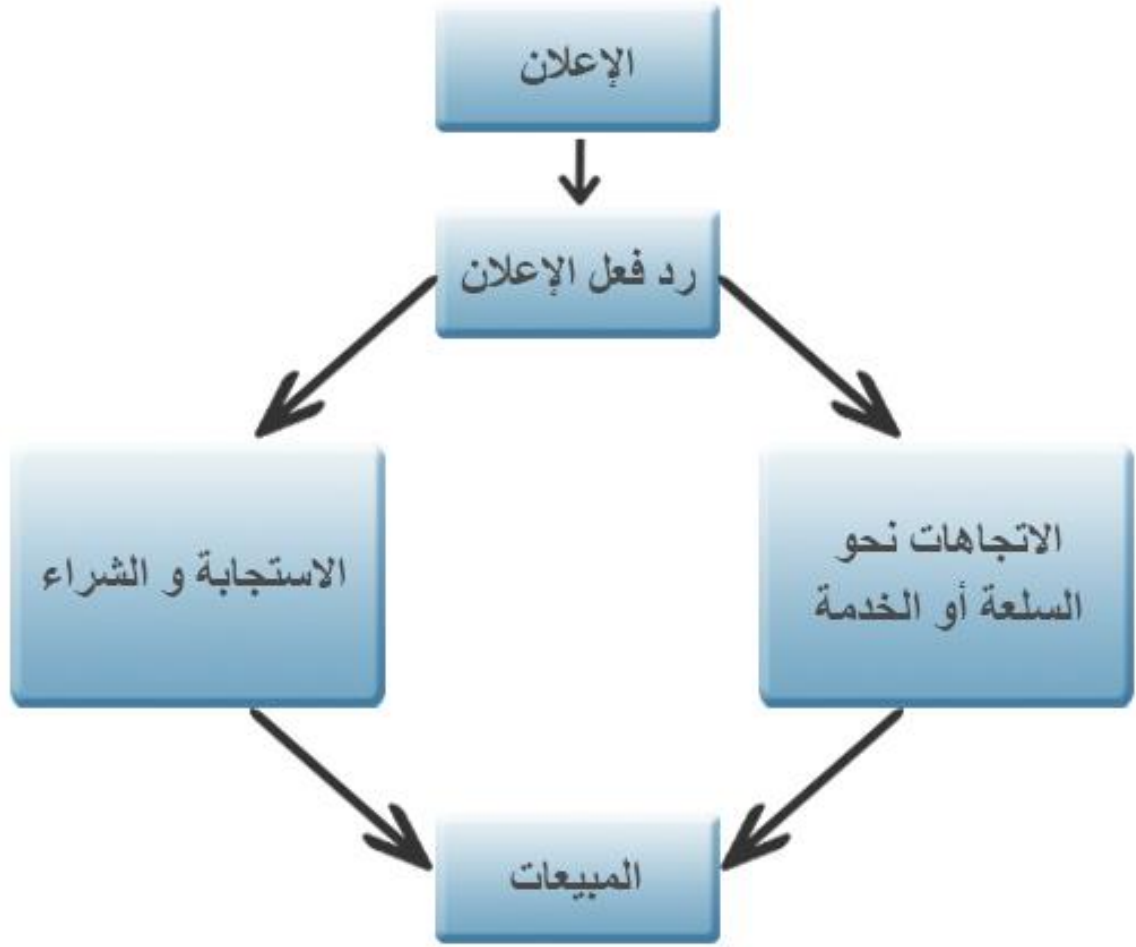 الإعلان
رد فعل الإعلان
الاتجاهات نحو
السلعة أو الخدمة
الاستجابة و الشراء
المبيعات